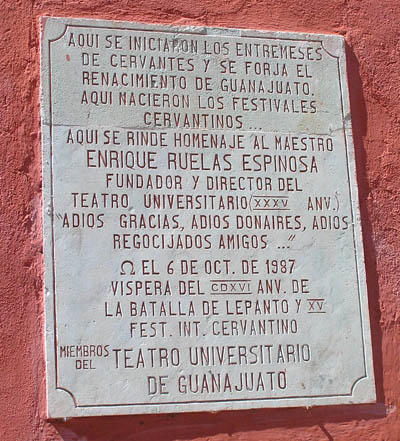 AQUI SE INICIARON LOS ENTREMESES
DE CERVANTES Y SE FORJA EL
RENACIMIENTO DE GUANAJUATO.
AQUI NACIERON LOS FESTIVALES
CERVANTINOS ...
AQUI SE RINDE HOMENAJE AL MAESTRO
ENRIQUE RUELAS ESPINOSA
FUNDADOR Y DIRECTOR DEL
TEATRO UNIVERSITARIO (XXXV ANV.)
"ADIOS GRACIAS, ADIOS DONAIRES, ADIOS
REGOCIJADOS AMIGOS ..."
Ω EL 6 DE OCT. DE 1987
VISPERA DEL CDXVI ANV. DE
LA BATALLA DE LEPANTO Y XV
FEST. INT. CERVANTINO
MIEMBROS DEL TEATRO UNIVERSITARIO
DE GUANAJUATO